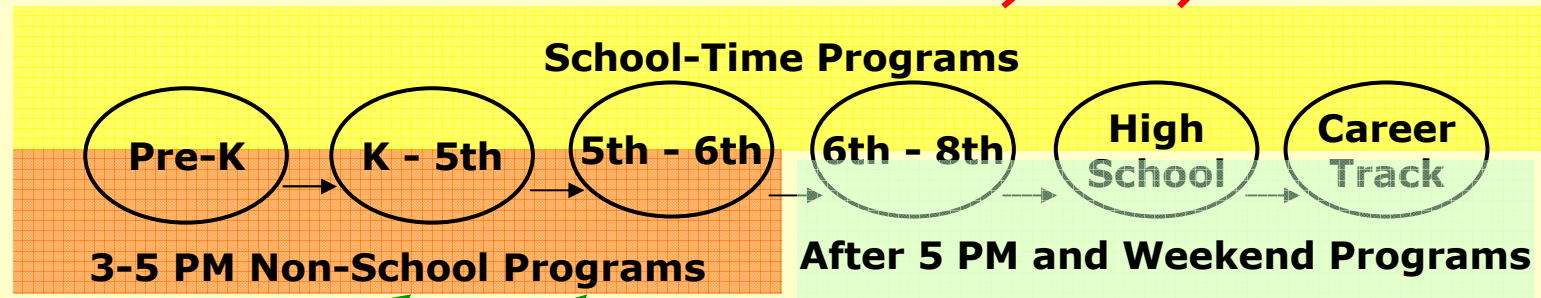 School-Time Programs
Pre-K
K - 5th
5th - 6th
6th - 8th
High
School
Career
Track
3-5 PM Non-School Programs
After 5 PM and Weekend Programs